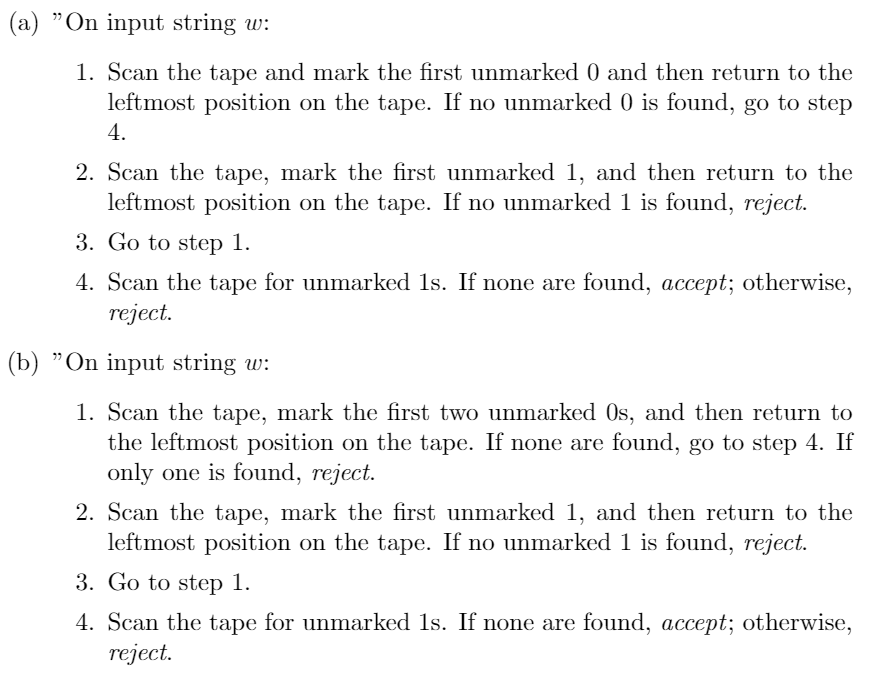 (a) ”On input string w:
1. Scan the tape and mark the first unmarked 0 and then return to the
leftmost position on the tape. If no unmarked 0 is found, go to step
4.
2. Scan the tape, mark the first unmarked 1, and then return to the
leftmost position on the tape. If no unmarked 1 is found, reject.
3. Go to step 1.
4. Scan the tape for unmarked 1s. If none are found, accept; otherwise,
reject.
(b) ”On input string w:
1. Scan the tape, mark the first two unmarked 0s, and then return to
the leftmost position on the tape. If none are found, go to step 4. If
only one is found, reject.
2. Scan the tape, mark the first unmarked 1, and then return to the
leftmost position on the tape. If no unmarked 1 is found, reject.
3. Go to step 1.
4. Scan the tape for unmarked 1s. If none are found, accept; otherwise,
reject.